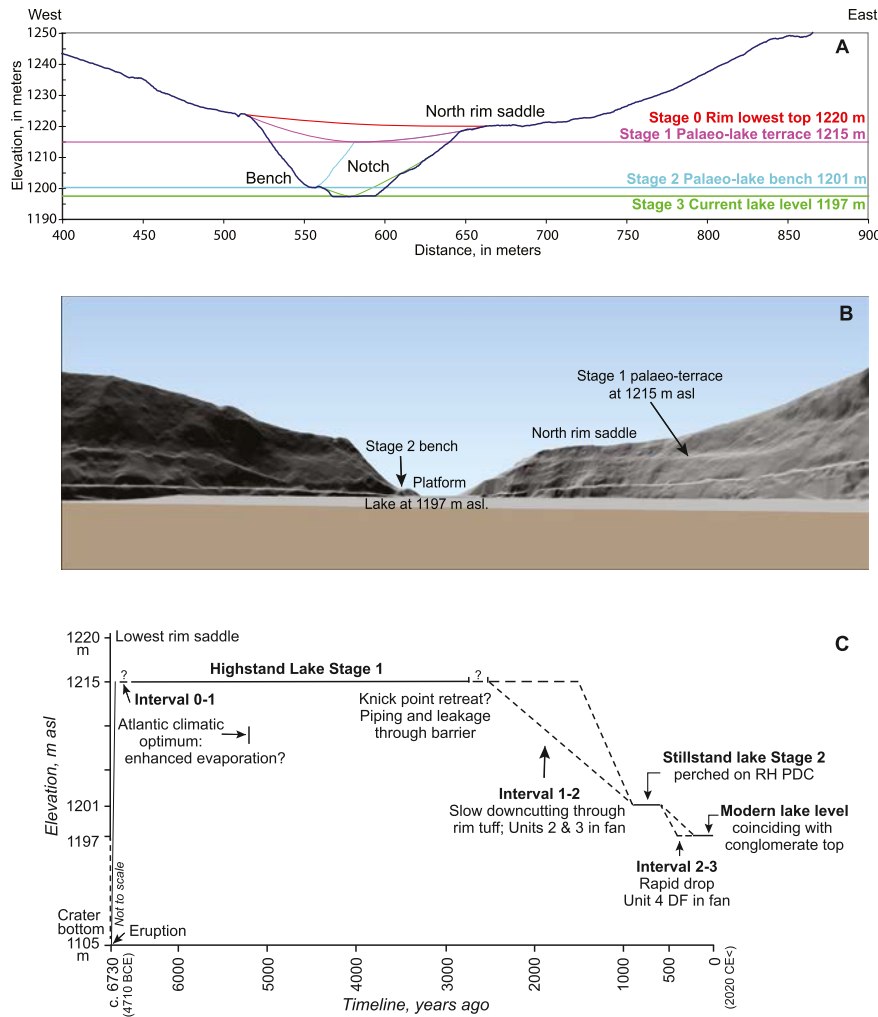 West
East
A
1250
1240
1230
1220
1210
1200
1190
Elevation, in meters
North rim saddle
Stage 0 Rim lowest top 1220 m
Stage 1 Palaeo-lake terrace 1215 m
Notch
Bench
Stage 2 Palaeo-lake bench 1201 m
Stage 3 Current lake level 1197 m
400
450
500
550
600
650
700
750
800
850
900
Distance, in meters
B
Stage 1 palaeo-terrace
at 1215 m asl
North rim saddle
Stage 2 bench
Platform
Lake at 1197 m asl.
C
1220
m
Lowest rim saddle
1215
1201
1197
Crater
bottom
1105
m
Elevation, m asl
?
Highstand Lake Stage 1
?
Interval 0-1
Atlantic climatic
optimum:
enhanced evaporation?
Knick point retreat?
Piping and leakage
through barrier
Interval 1-2
Slow downcutting through
rim tuff; Units 2 & 3 in fan
Stillstand lake Stage 2
perched on RH PDC
Modern lake level
coinciding with
conglomerate top
Interval 2-3
Rapid drop
Unit 4 DF in fan
Not to scale
Eruption
c. 6730
(4710 BCE)
6000
5000
4000
3000
2000
1000
500
0
(2020 CE<)
Timeline, years ago